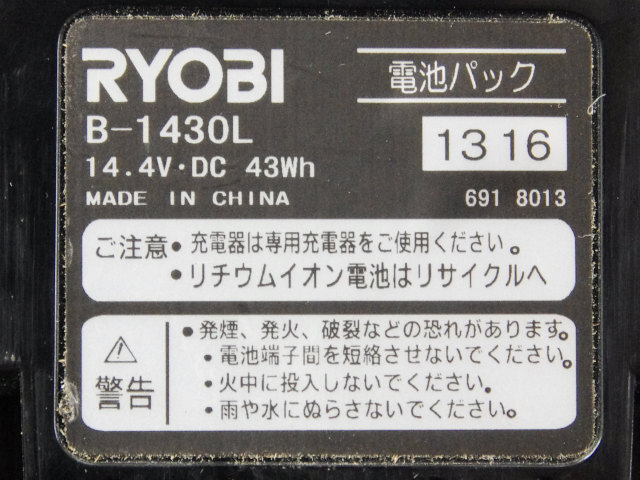 RYOBI
電池パック
B-1430L
13 16
14.4V・DC 43Wh
MADE IN CHINA
691 8013
ご注意
• 充電器は専用充電器をご使用ください。
• リチウムイオン電池はリサイクルへ
警告
• 発煙、発火、破裂などの恐れがあります。
・電池端子間を短絡させないでください。
・火中に投入しないでください。
・雨や水にぬらさないでください。